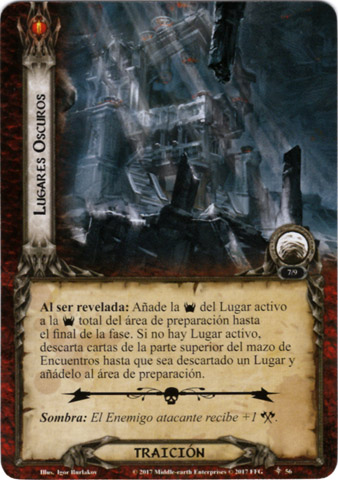 LUGARES OSCUROS
7/9
Al ser revelada: Añade la del Lugar activo
a la total del área de preparación hasta
el final de la fase. Si no hay Lugar activo,
descarta cartas de la parte superior del mazo de
Encuentros hasta que sea descartado un Lugar y
añádelo al área de preparación.
Sombra: El Enemigo atacante recibe +1 .
TRAICIÓN
Illus. Igor Burlakov © 2017 Middle-earth Enterprises © 2017 FFG 56